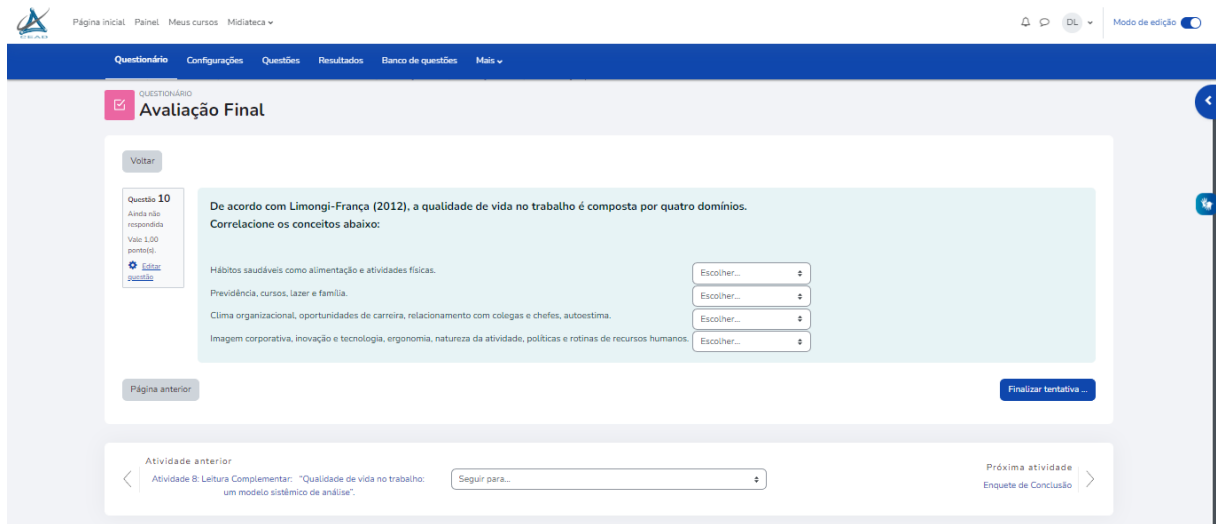 CEAD
Página inicial Painel Meus cursos Midiateca
DL
Modo de edição
Questionário Configurações Questões Resultados Banco de questões Mais
QUESTIONÁRIO
Avaliação Final
Voltar
Questão 10
Ainda não
respondida
Vale 1,00
ponto(s).
Editar
questão
De acordo com Limongi-França (2012), a qualidade de vida no trabalho é composta por quatro domínios.
Correlacione os conceitos abaixo:
Hábitos saudáveis como alimentação e atividades físicas. Escolher...
Previdência, cursos, lazer e família. Escolher...
Clima organizacional, oportunidades de carreira, relacionamento com colegas e chefes, autoestima. Escolher...
Imagem corporativa, inovação e tecnologia, ergonomia, natureza da atividade, políticas e rotinas de recursos humanos. Escolher...
Página anterior
Finalizar tentativa ...
Atividade anterior
Atividade 8: Leitura Complementar: "Qualidade de vida no trabalho:
um modelo sistêmico de análise".
Seguir para...
Próxima atividade
Enquete de Conclusão